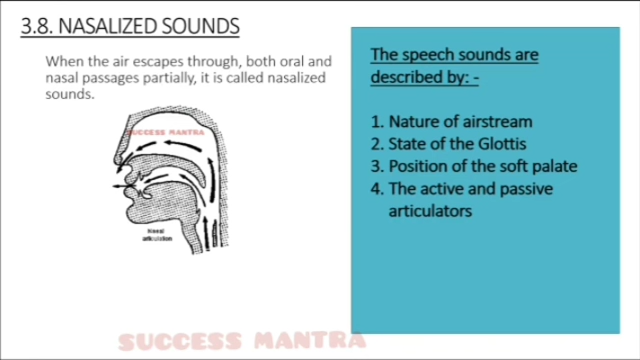 3.8. NASALIZED SOUNDS
When the air escapes through, both oral and
nasal passages partially, it is called nasalized
sounds.
SUCCESS MANTRA
Nasal
articulation
The speech sounds are
described by: -
1. Nature of airstream
2. State of the Glottis
3. Position of the soft palate
4. The active and passive
articulators
SUCCESS MANTRA